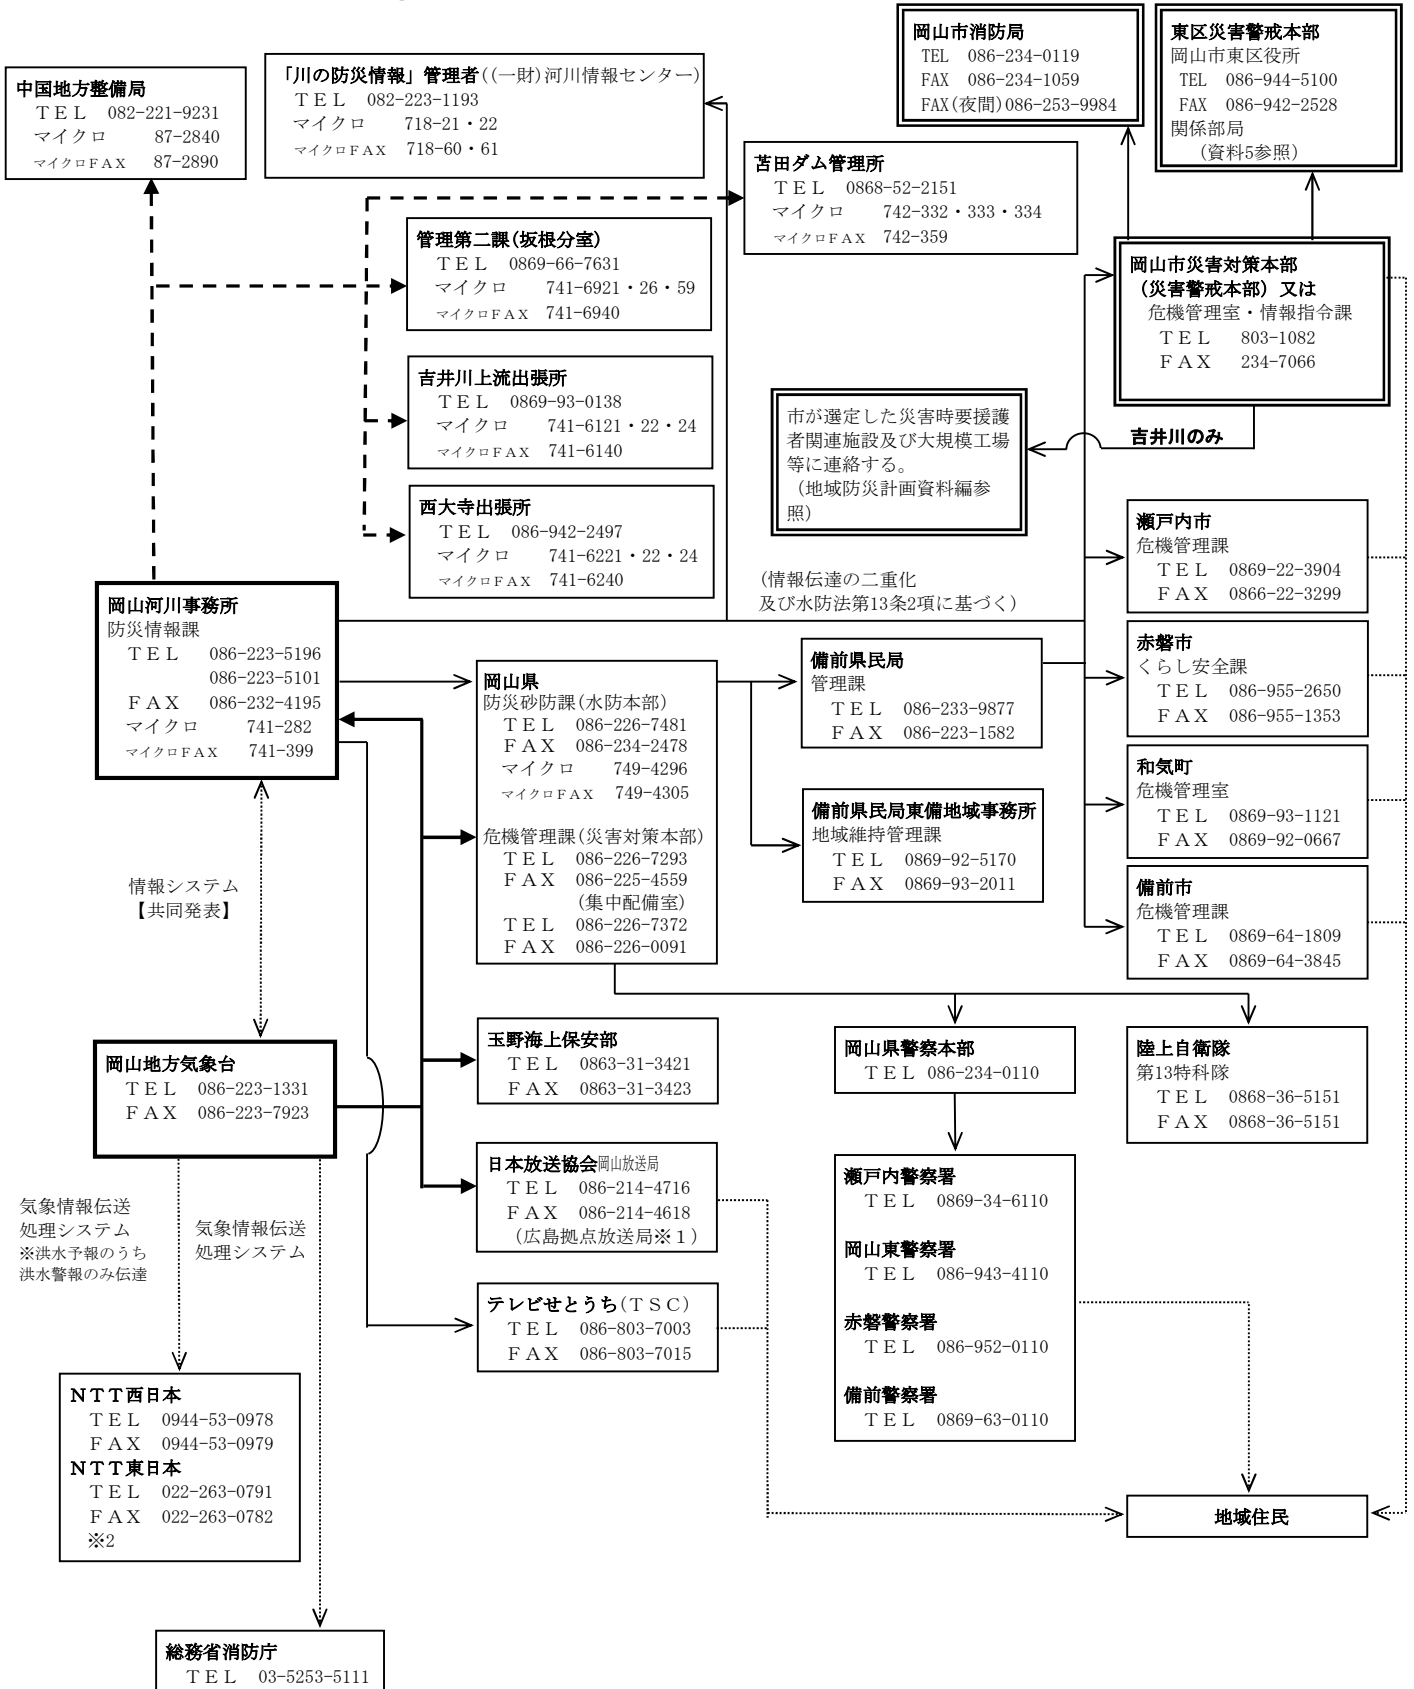 岡山市消防局
TEL 086-234-0119
FAX 086-234-1059
FAX(夜間)086-253-9984
東区災害警戒本部
岡山市東区役所
TEL 086-944-5100
FAX 086-942-2528
関係部局
（資料5参照）
「川の防災情報」管理者((一財)河川情報センター)
ＴＥＬ 082-223-1193
マイクロ 718-21・22
マイクロＦＡＸ 718-60・61
中国地方整備局
ＴＥＬ 082-221-9231
マイクロ 87-2840
マイクロＦＡＸ 87-2890
苫田ダム管理所
ＴＥＬ 0868-52-2151
マイクロ 742-332・333・334
マイクロＦＡＸ 742-359
管理第二課(坂根分室)
ＴＥＬ 0869-66-7631
マイクロ 741-6921・26・59
マイクロＦＡＸ 741-6940
岡山市災害対策本部
（災害警戒本部）又は
危機管理室・情報指令課
ＴＥＬ 803-1082
ＦＡＸ 234-7066
吉井川上流出張所
ＴＥＬ 0869-93-0138
マイクロ 741-6121・22・24
マイクロＦＡＸ 741-6140
市が選定した災害時要援護
者関連施設及び大規模工場
等に連絡する。
（地域防災計画資料編参
照）
吉井川のみ
西大寺出張所
ＴＥＬ 086-942-2497
マイクロ 741-6221・22・24
マイクロＦＡＸ 741-6240
瀬戸内市
危機管理課
ＴＥＬ 0869-22-3904
ＦＡＸ 0866-22-3299
(情報伝達の二重化
及び水防法第13条2項に基づく)
岡山河川事務所
防災情報課
ＴＥＬ 086-223-5196
086-223-5101
ＦＡＸ 086-232-4195
マイクロ 741-282
マイクロＦＡＸ 741-399
岡山県
防災砂防課(水防本部)
ＴＥＬ 086-226-7481
ＦＡＸ 086-234-2478
マイクロ 749-4296
マイクロＦＡＸ 749-4305
危機管理課(災害対策本部)
ＴＥＬ 086-226-7293
ＦＡＸ 086-225-4559
(集中配備室)
ＴＥＬ 086-226-7372
ＦＡＸ 086-226-0091
備前県民局
管理課
ＴＥＬ 086-233-9877
ＦＡＸ 086-223-1582
赤磐市
くらし安全課
ＴＥＬ 086-955-2650
ＦＡＸ 086-955-1353
和気町
危機管理室
ＴＥＬ 0869-93-1121
ＦＡＸ 0869-92-0667
備前県民局東備地域事務所
地域維持管理課
ＴＥＬ 0869-92-5170
ＦＡＸ 0869-93-2011
備前市
危機管理課
ＴＥＬ 0869-64-1809
ＦＡＸ 0869-64-3845
情報システム
【共同発表】
岡山地方気象台
ＴＥＬ 086-223-1331
ＦＡＸ 086-223-7923
玉野海上保安部
ＴＥＬ 0863-31-3421
ＦＡＸ 0863-31-3423
岡山県警察本部
ＴＥＬ 086-234-0110
陸上自衛隊
第13特科隊
ＴＥＬ 0868-36-5151
ＦＡＸ 0868-36-5151
日本放送協会岡山放送局
ＴＥＬ 086-214-4716
ＦＡＸ 086-214-4618
（広島拠点放送局※１）
瀬戸内警察署
ＴＥＬ 0869-34-6110
岡山東警察署
ＴＥＬ 086-943-4110
赤磐警察署
ＴＥＬ 086-952-0110
備前警察署
ＴＥＬ 0869-63-0110
気象情報伝送
処理システム
※洪水予報のうち
洪水警報のみ伝達
気象情報伝送
処理システム
テレビせとうち(ＴＳＣ)
ＴＥＬ 086-803-7003
ＦＡＸ 086-803-7015
ＮＴＴ西日本
ＴＥＬ 0944-53-0978
ＦＡＸ 0944-53-0979
ＮＴＴ東日本
ＴＥＬ 022-263-0791
ＦＡＸ 022-263-0782
※2
地域住民
総務省消防庁
ＴＥＬ 03-5253-5111